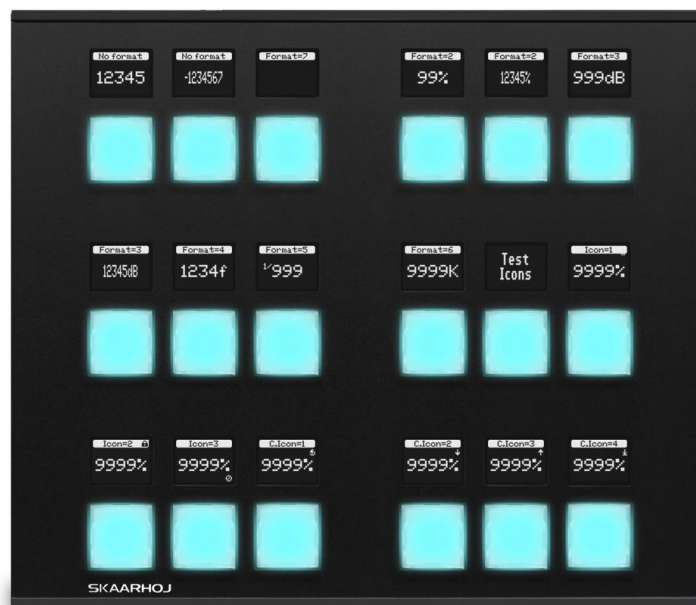 No format
12345
No format
-1234567
Format=7
Format=2
99%
Format=2
12345%
Format=3
999dB
Format=3
12345dB
Format=4
1234f
Format=5
1/999
Format=6
9999K
Test
Icons
Icon=1
9999%
Icon=2
9999%
Icon=3
9999%
C.Icon=1
9999%
C.Icon=2
9999%
C.Icon=3
9999%
C.Icon=4
9999%
SKAARHOJ